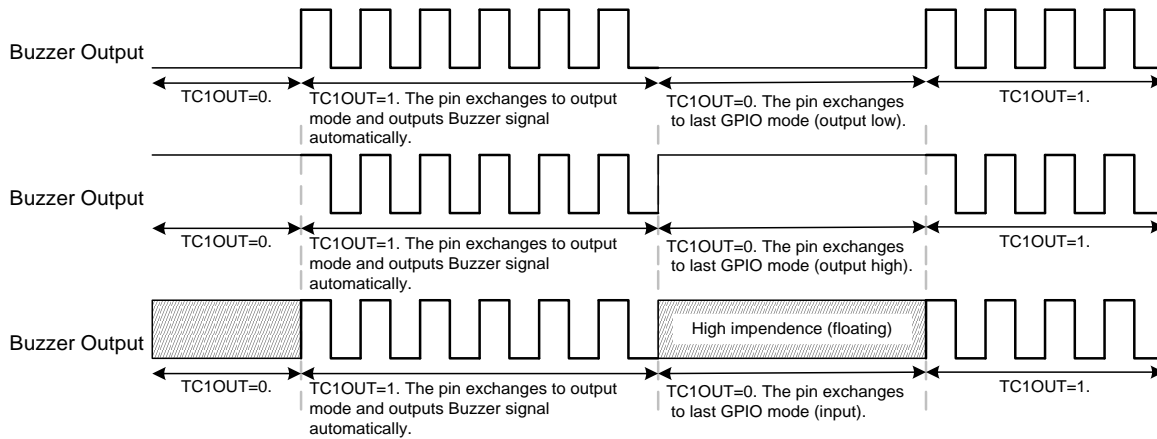 Buzzer Output
TC1OUT=0.
TC1OUT=1. The pin exchanges to output
mode and outputs Buzzer signal
automatically.
TC1OUT=0. The pin exchanges
to last GPIO mode (output low).
TC1OUT=1.
Buzzer Output
TC1OUT=0.
TC1OUT=1. The pin exchanges to output
mode and outputs Buzzer signal
automatically.
TC1OUT=0. The pin exchanges
to last GPIO mode (output high).
TC1OUT=1.
Buzzer Output
High impendence (floating)
TC1OUT=0.
TC1OUT=1. The pin exchanges to output
mode and outputs Buzzer signal
automatically.
TC1OUT=0. The pin exchanges
to last GPIO mode (input).
TC1OUT=1.